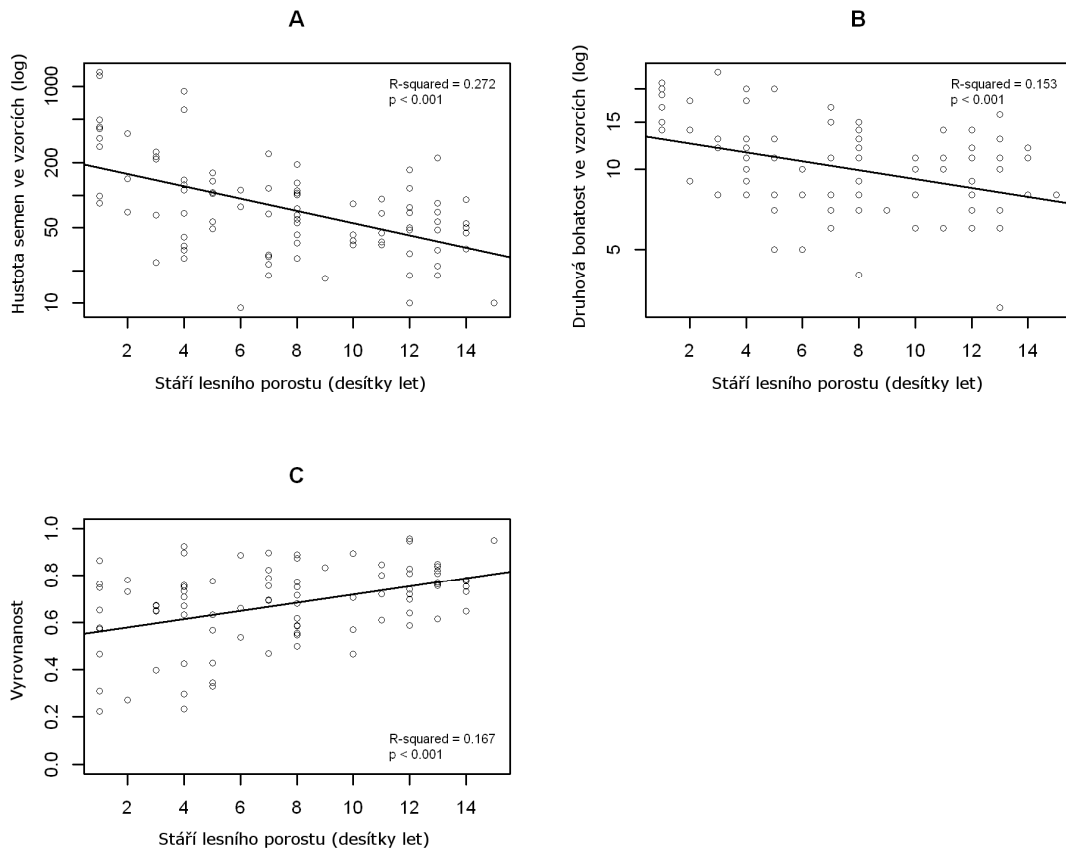 A
Hustota semen ve vzorcích (log)
1000
200
50
10
R-squared = 0.272
p < 0.001
2 4 6 8 10 12 14
Stáří lesního porostu (desítky let)
B
Druhová bohatost ve vzorcích (log)
15
10
5
R-squared = 0.153
p < 0.001
2 4 6 8 10 12 14
Stáří lesního porostu (desítky let)
C
Vyrovnanost
1.0
0.8
0.6
0.4
0.2
0.0
R-squared = 0.167
p < 0.001
2 4 6 8 10 12 14
Stáří lesního porostu (desítky let)